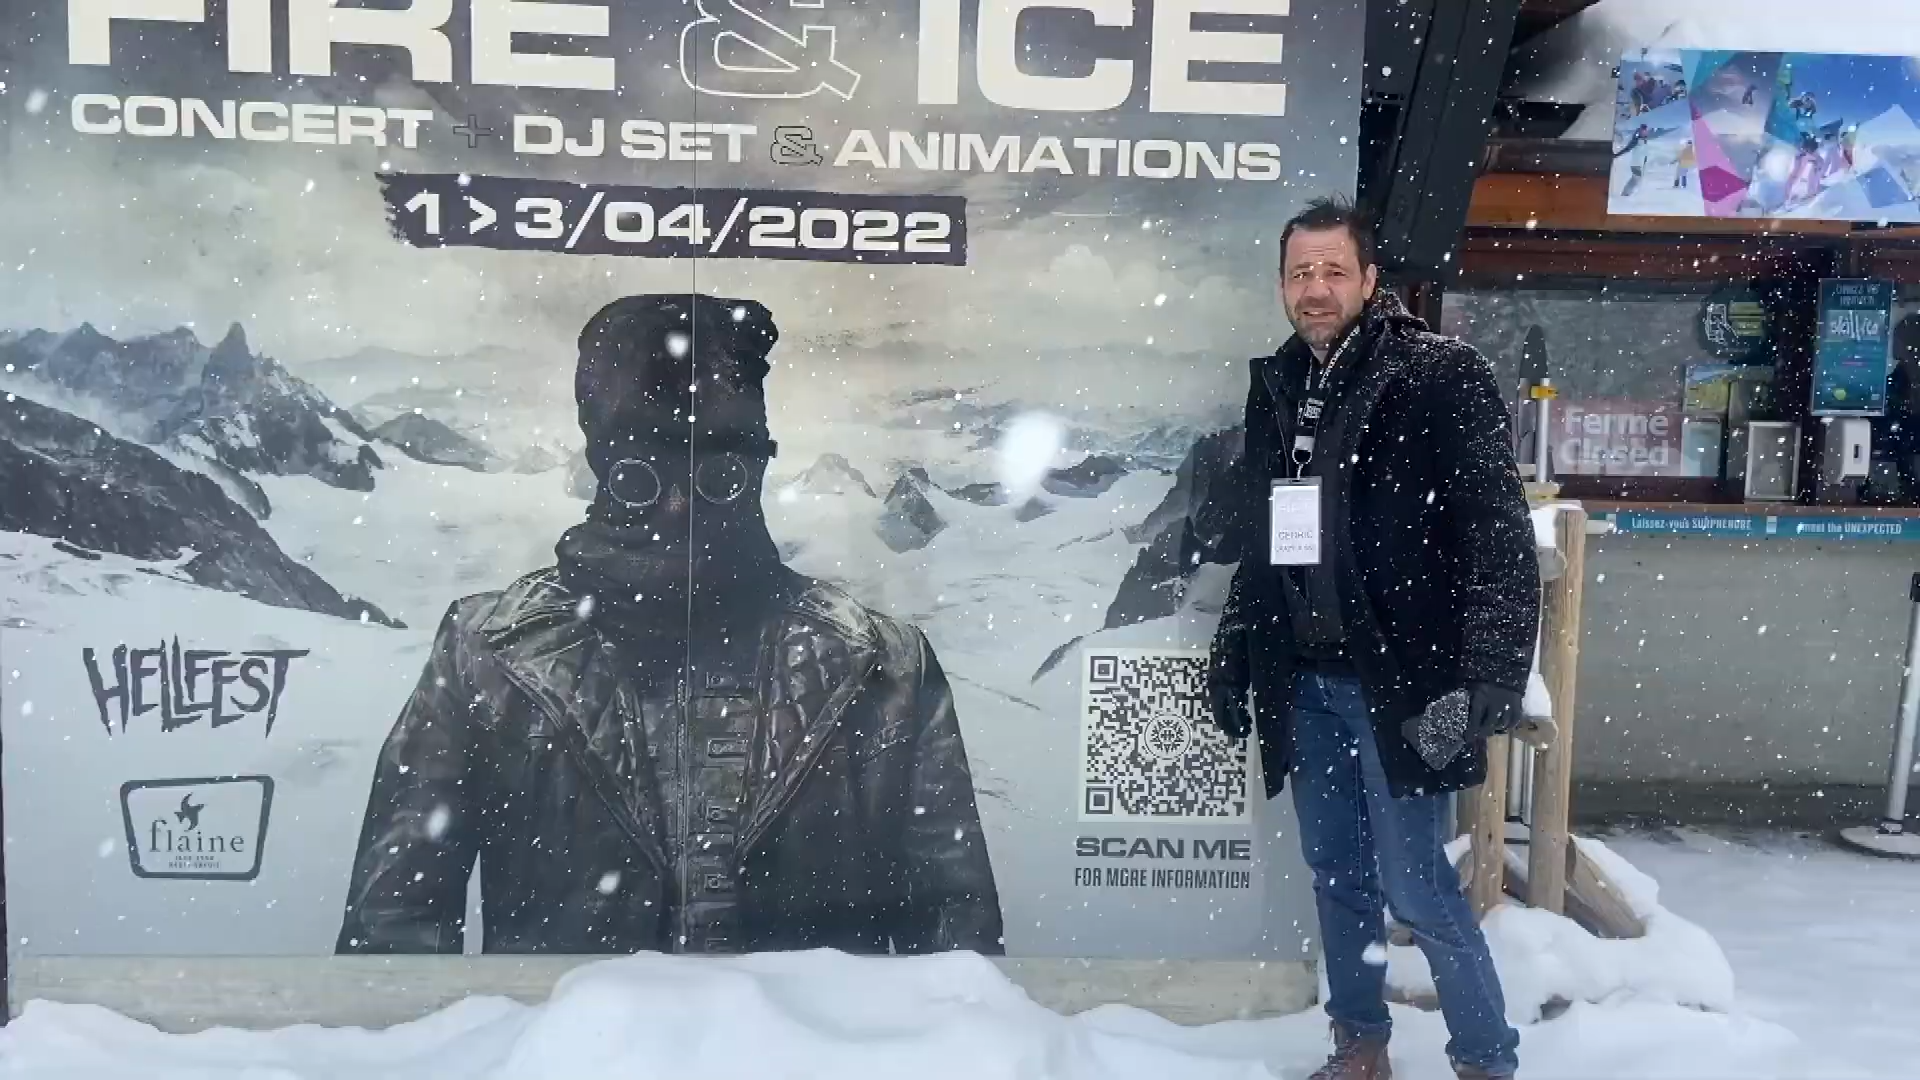 FIRE & ICE
CONCERT + DJ SET & ANIMATIONS
1 > 3/04/2022
HELLFEST
flaine
SCAN ME
FOR MORE INFORMATION
CEDRIC
Fermé
Closed
Laissez-vous SURPRENDRE
meet the UNEXPECTED